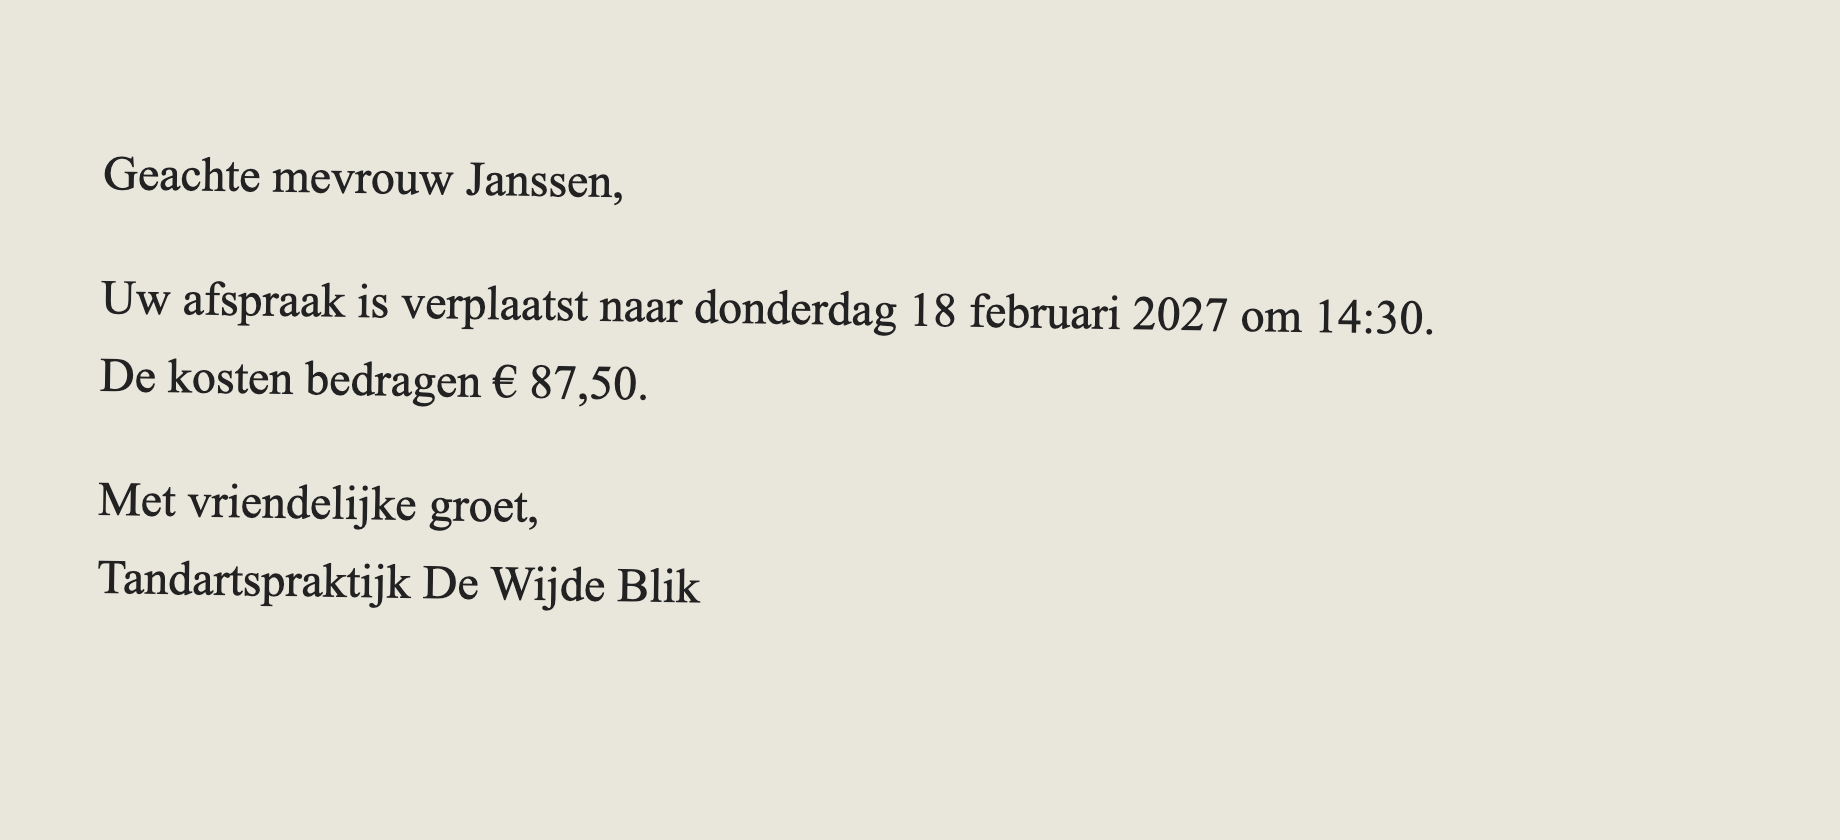 Geachte mevrouw Janssen,
Uw afspraak is verplaatst naar donderdag 18 februari 2027 om 14:30.
De kosten bedragen € 87,50.
Met vriendelijke groet,
Tandartspraktijk De Wijde Blik